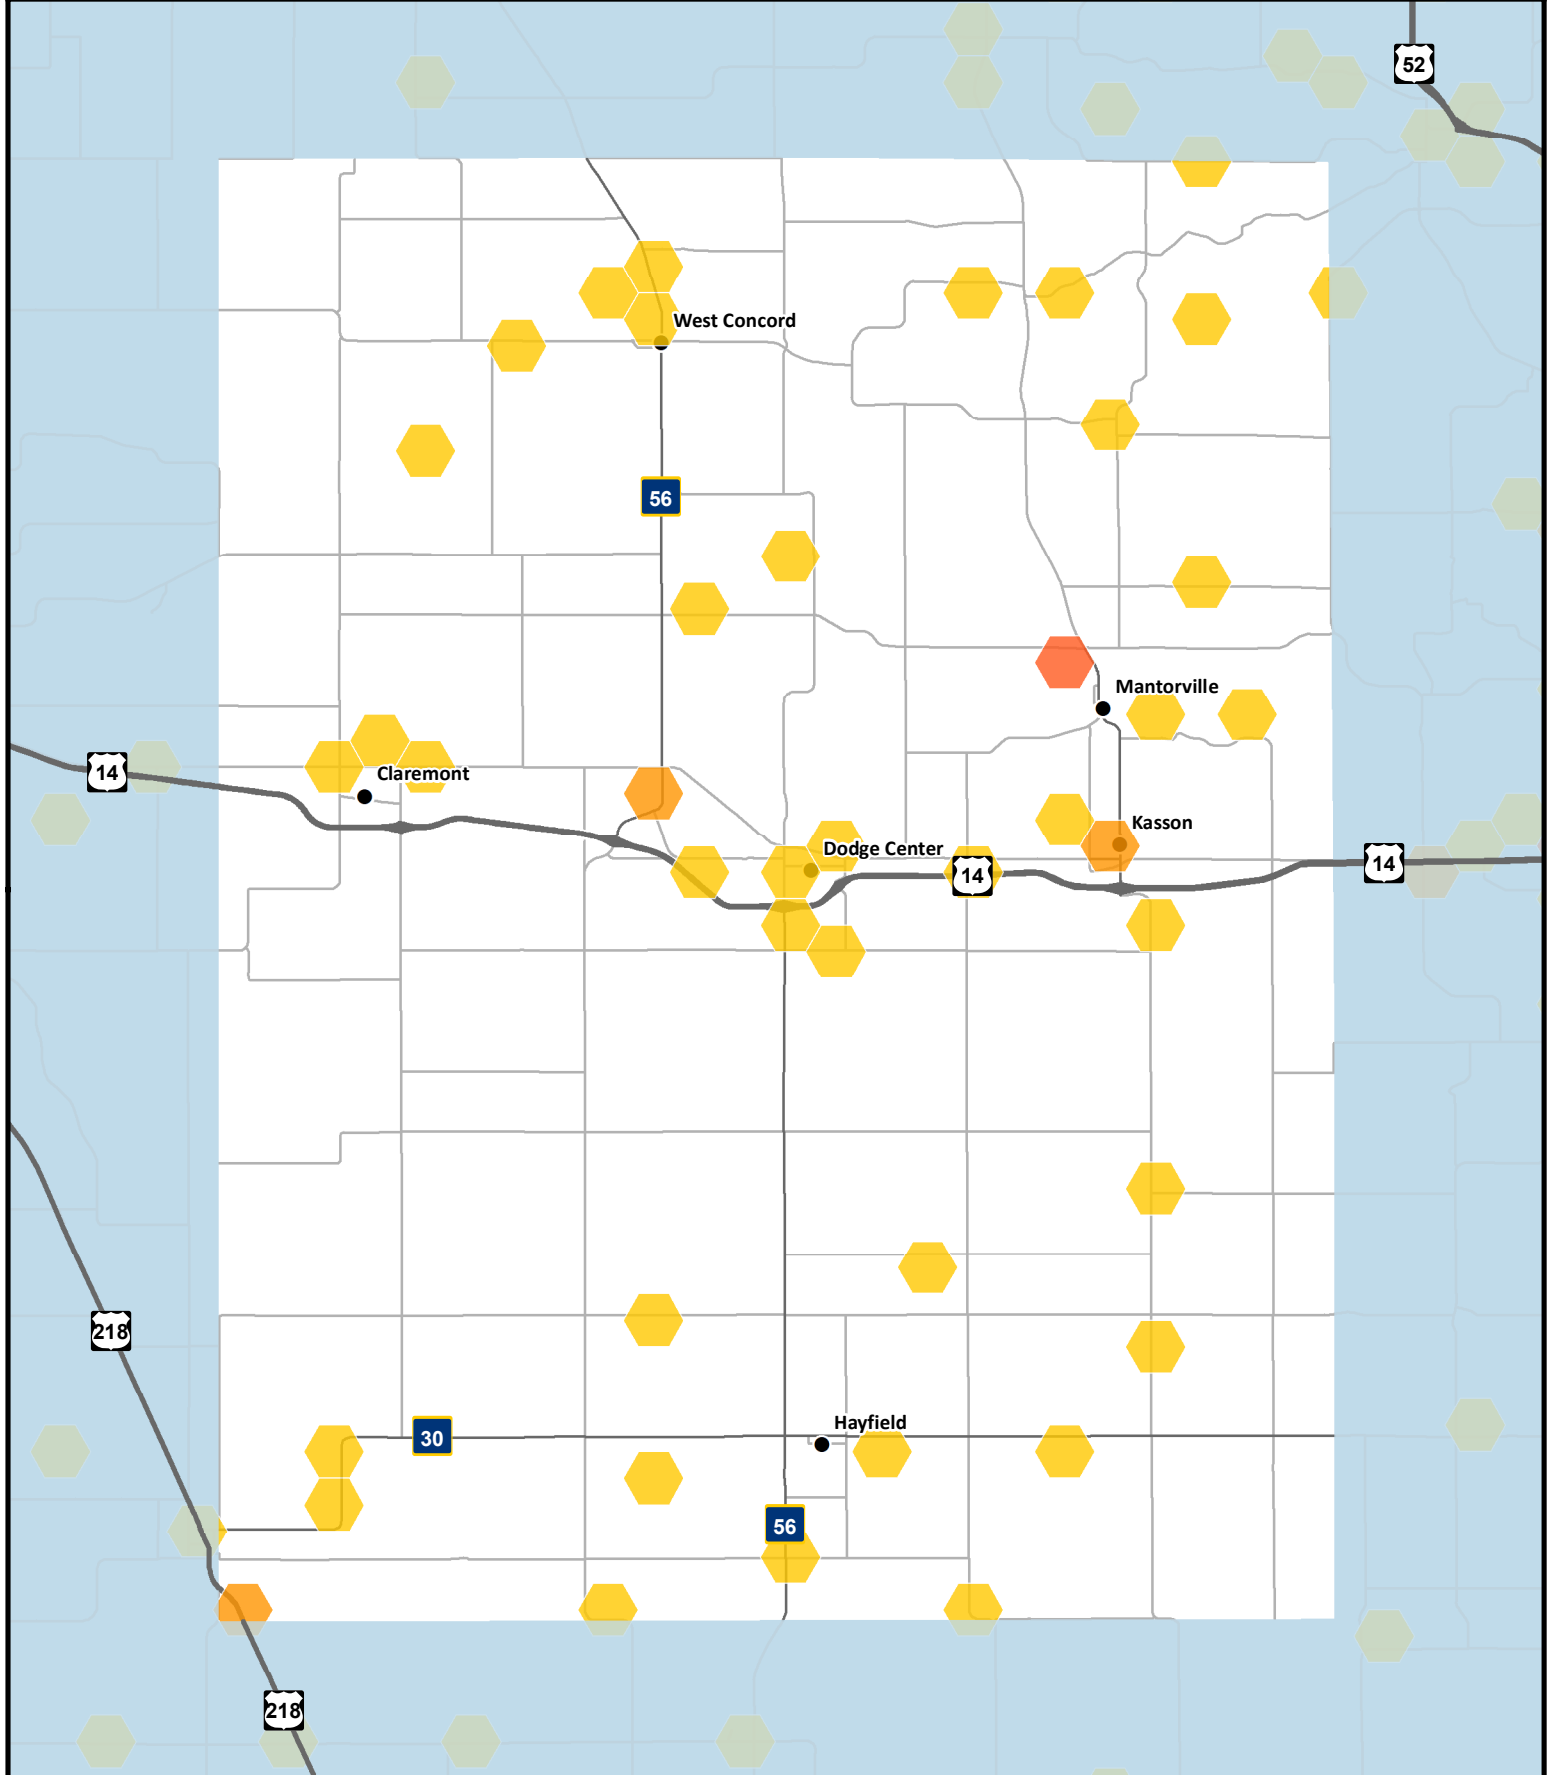 52
West Concord
56
Mantorville
14
Claremont
Kasson
Dodge Center
14
14
218
Hayfield
30
56
218